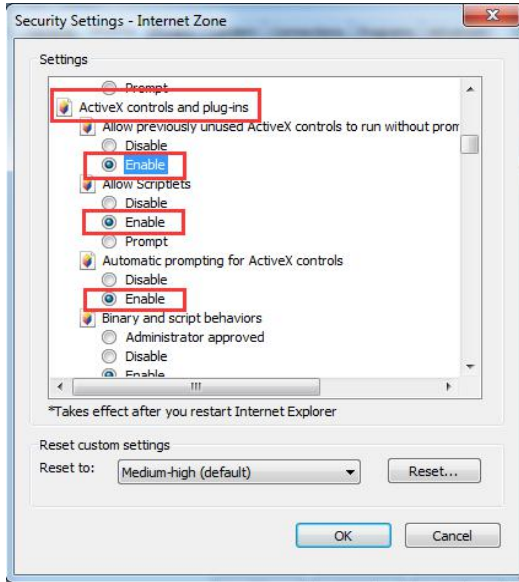 Security Settings - Internet Zone
Settings
Prompt
ActiveX controls and plug-ins
Allow previously unused ActiveX controls to run without prom
Disable
Enable
Allow Scriptlets
Disable
Enable
Prompt
Automatic prompting for ActiveX controls
Disable
Enable
Binary and script behaviors
Administrator approved
Disable
Enable
*Takes effect after you restart Internet Explorer
Reset custom settings
Reset to: Medium-high (default) Reset...
OK Cancel